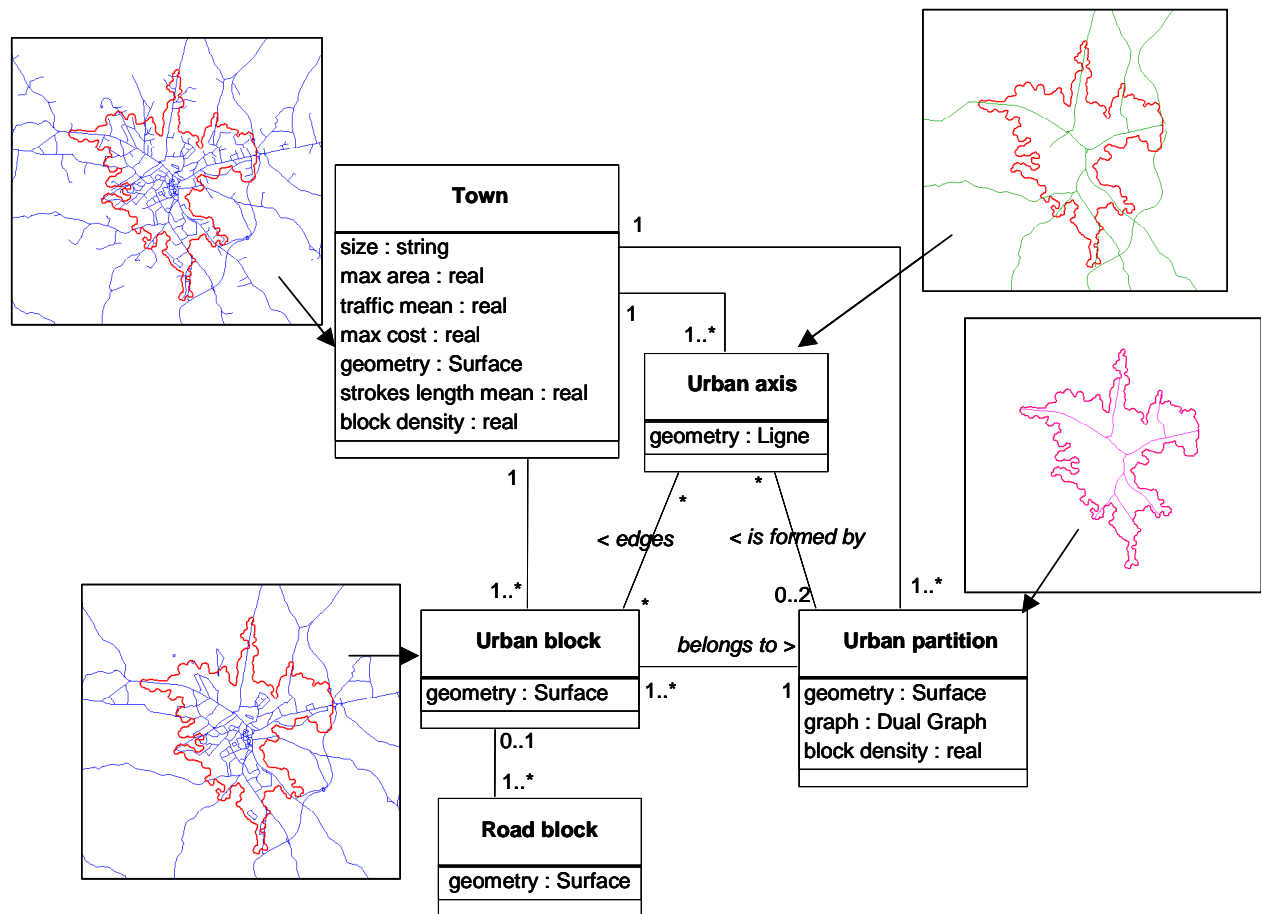 Town
size : string
max area : real
traffic mean : real
max cost : real
geometry : Surface
strokes length mean : real
block density : real
1
1
1..*
Urban axis
geometry : Ligne
1
*
*
< edges
< is formed by
1..*
*
0..2
1..*
Urban block
geometry : Surface
belongs to >
1..*
1
Urban partition
geometry : Surface
graph : Dual Graph
block density : real
0..1
1..*
Road block
geometry : Surface